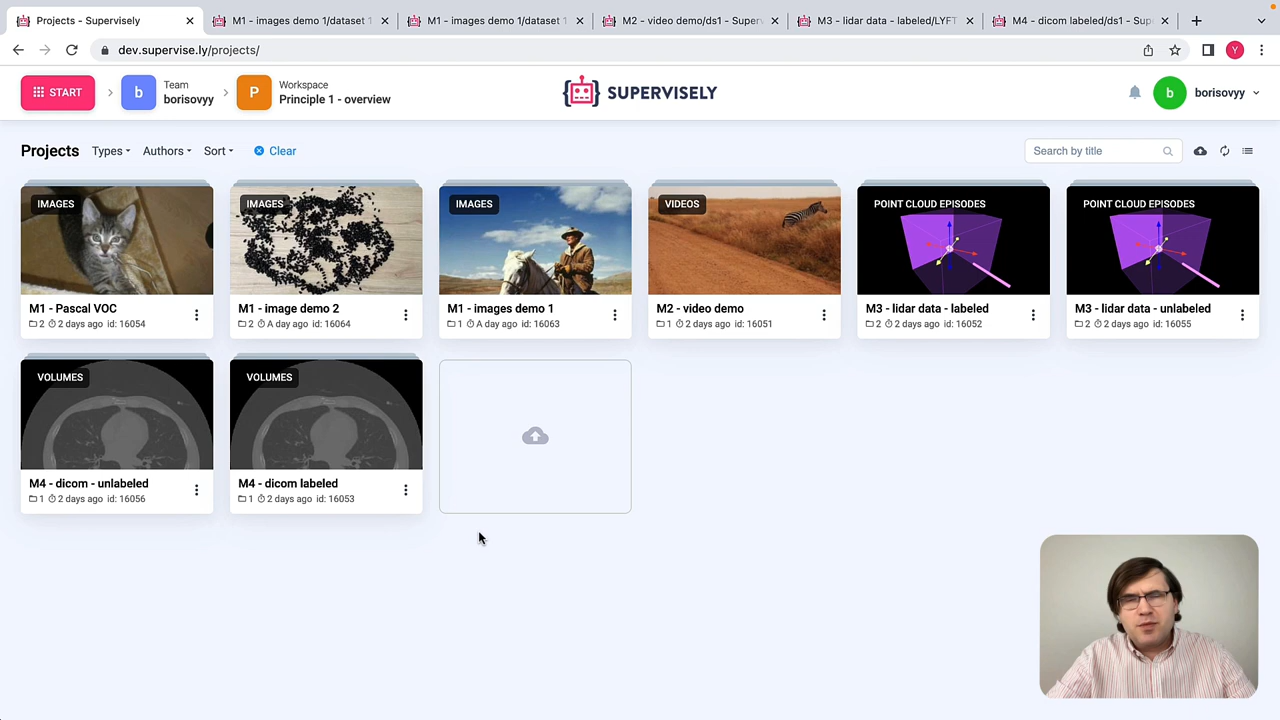 Projects - Supervisely
M1 - images demo 1/dataset 1
M1 - images demo 1/dataset 1
M2 - video demo/ds1 - Superv
M3 - lidar data - labeled/LYFT
M4 - dicom labeled/ds1 - Supe
dev.supervise.ly/projects/
Y
START
b
Team
borisovyy
P
Workspace
Principle 1 - overview
SUPERVISELY
b
borisovyy
Projects
Types
Authors
Sort
Clear
Search by title
IMAGES
M1 - Pascal VOC
2 2 days ago id: 16054
IMAGES
M1 - image demo 2
2 A day ago id: 16064
IMAGES
M1 - images demo 1
1 A day ago id: 16063
VIDEOS
M2 - video demo
1 2 days ago id: 16051
POINT CLOUD EPISODES
M3 - lidar data - labeled
2 2 days ago id: 16052
POINT CLOUD EPISODES
M3 - lidar data - unlabeled
2 2 days ago id: 16055
VOLUMES
M4 - dicom - unlabeled
1 2 days ago id: 16056
VOLUMES
M4 - dicom labeled
1 2 days ago id: 16053